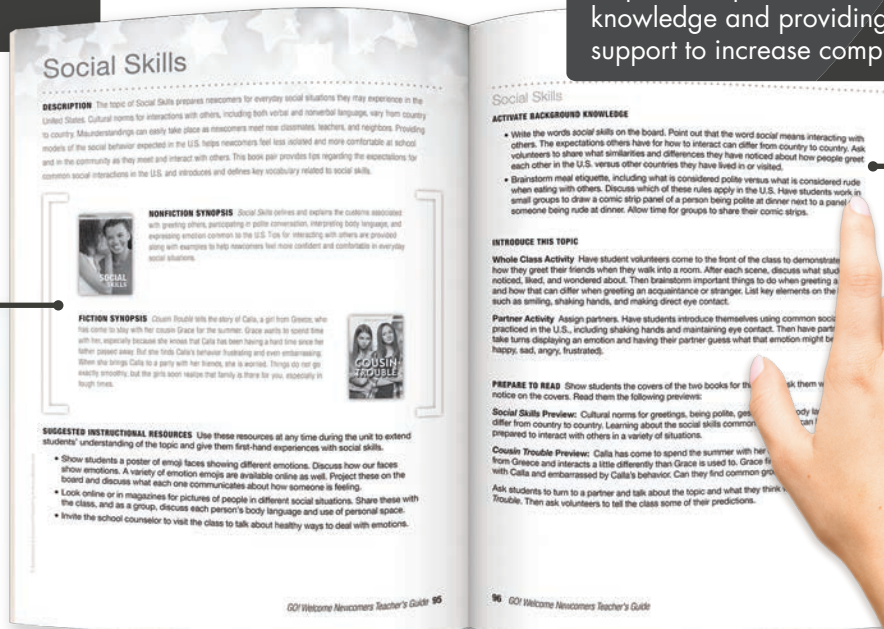 knowledge and providing
support to increase comp
Social Skills
DESCRIPTION The topic of Social Skills prepares newcomers for everyday social situations they may experience in the
United States. Cultural norms for interactions with others, including both verbal and nonverbal language, vary from country
to country. Misunderstandings can easily take place as newcomers meet new classmates, teachers, and neighbors. Providing
models of the social behavior expected in the U.S. helps newcomers feel less isolated and more comfortable at school
and in the community as they meet and interact with others. This book pair provides tips regarding the expectations for
common social interactions in the U.S. and introduces and defines key vocabulary related to social skills.
NONFICTION SYNOPSIS Social Skills defines and explains the customs associated
with greeting others, participating in polite conversation, interpreting body language, and
expressing emotion common to the U.S. Tips for interacting with others are provided
along with examples to help newcomers feel more confident and comfortable in everyday
social situations.
SOCIAL
SKILLS
FICTION SYNOPSIS Cousin Trouble tells the story of Calla, a girl from Greece, who
has come to stay with her cousin Grace for the summer. Grace wants to spend time
with her, especially because she knows that Calla has been having a hard time since her
father passed away. But she finds Calla's behavior frustrating and even embarrassing.
When she brings Calla to a party with her friends, she is worried. Things do not go
exactly smoothly, but the girls soon realize that family is there for you, especially in
tough times.
COUSIN
TROUBLE
SUGGESTED INSTRUCTIONAL RESOURCES Use these resources at any time during the unit to extend
students' understanding of the topic and give them first-hand experiences with social skills.
• Show students a poster of emoji faces showing different emotions. Discuss how our faces
show emotions. A variety of emotion emojis are available online as well. Project these on the
board and discuss what each one communicates about how someone is feeling.
• Look online or in magazines for pictures of people in different social situations. Share these with
the class, and as a group, discuss each person's body language and use of personal space.
• Invite the school counselor to visit the class to talk about healthy ways to deal with emotions.
GO! Welcome Newcomers Teacher's Guide 95
Social Skills
ACTIVATE BACKGROUND KNOWLEDGE
• Write the words social skills on the board. Point out that the word social means interacting with
others. The expectations others have for how to interact can differ from country to country. Ask
volunteers to share what similarities and differences they have noticed about how people greet
each other in the U.S. versus other countries they have lived in or visited.
• Brainstorm meal etiquette, including what is considered polite versus what is considered rude
when eating with others. Discuss which of these rules apply in the U.S. Have students work in
small groups to draw a comic strip panel of a person being polite at dinner next to a panel
someone being rude at dinner. Allow time for groups to share their comic strips.
INTRODUCE THIS TOPIC
Whole Class Activity Have student volunteers come to the front of the class to demonstrate
how they greet their friends when they walk into a room. After each scene, discuss what stud
noticed, liked, and wondered about. Then brainstorm important things to do when greeting a
and how that can differ when greeting an acquaintance or stranger. List key elements on the
such as smiling, shaking hands, and making direct eye contact.
Partner Activity Assign partners. Have students introduce themselves using common socia
practiced in the U.S., including shaking hands and maintaining eye contact. Then have partn
take turns displaying an emotion and having their partner guess what that emotion might be
happy, sad, angry, frustrated).
PREPARE TO READ Show students the covers of the two books for th sk them w
notice on the covers. Read them the following previews:
Social Skills Preview: Cultural norms for greetings, being polite, ges ody la
differ from country to country. Learning about the social skills common can
prepared to interact with others in a variety of situations.
Cousin Trouble Preview: Calla has come to spend the summer with her
from Greece and interacts a little differently than Grace is used to. Grace
with Calla and embarrassed by Calla's behavior. Can they find common gro
Ask students to turn to a partner and talk about the topic and what they think
Trouble. Then ask volunteers to tell the class some of their predictions.
96 GO! Welcome Newcomers Teacher's Guide